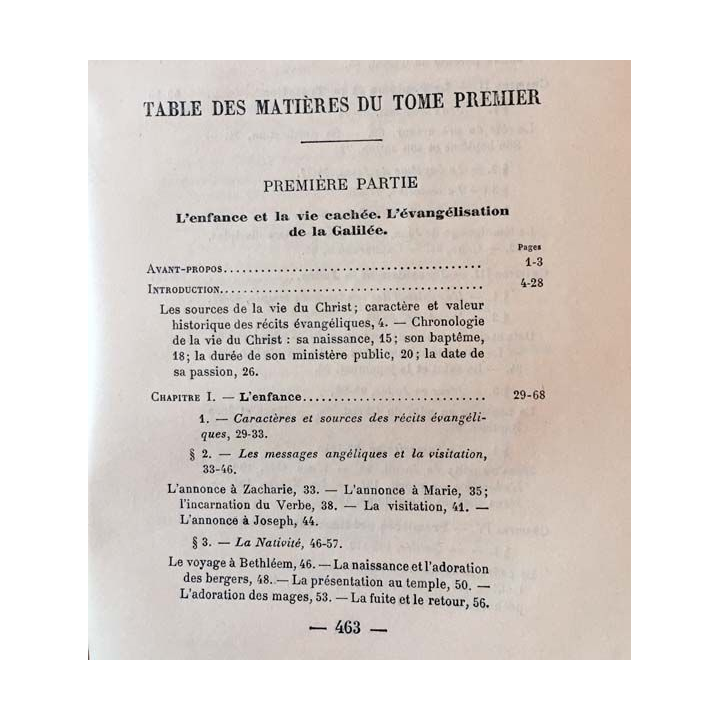 TABLE DES MATIÈRES DU TOME PREMIER
PREMIÈRE PARTIE
L'enfance et la vie cachée. L'évangélisation
de la Galilée.
Pages
AVANT-PROPOS............................................ 1-3
INTRODUCTION............................................ 4-28
Les sources de la vie du Christ; caractère et valeur
historique des récits évangéliques, 4. — Chronologie
de la vie du Christ : sa naissance, 15; son baptême,
18; la durée de son ministère public, 20; la date de
sa passion, 26.
CHAPITRE I. — L'enfance............................ 29-68
1. — Caractères et sources des récits évangéli-
ques, 29-33.
§ 2. — Les messages angéliques et la visitation,
33-46.
L'annonce à Zacharie, 33. — L'annonce à Marie, 35;
l'incarnation du Verbe, 38. — La visitation, 41. —
L'annonce à Joseph, 44.
§ 3. — La Nativité, 46-57.
Le voyage à Bethléem, 46. — La naissance et l'adoration
des bergers, 48. — La présentation au temple, 50. —
L'adoration des mages, 53. — La fuite et le retour, 56.
— 463 —